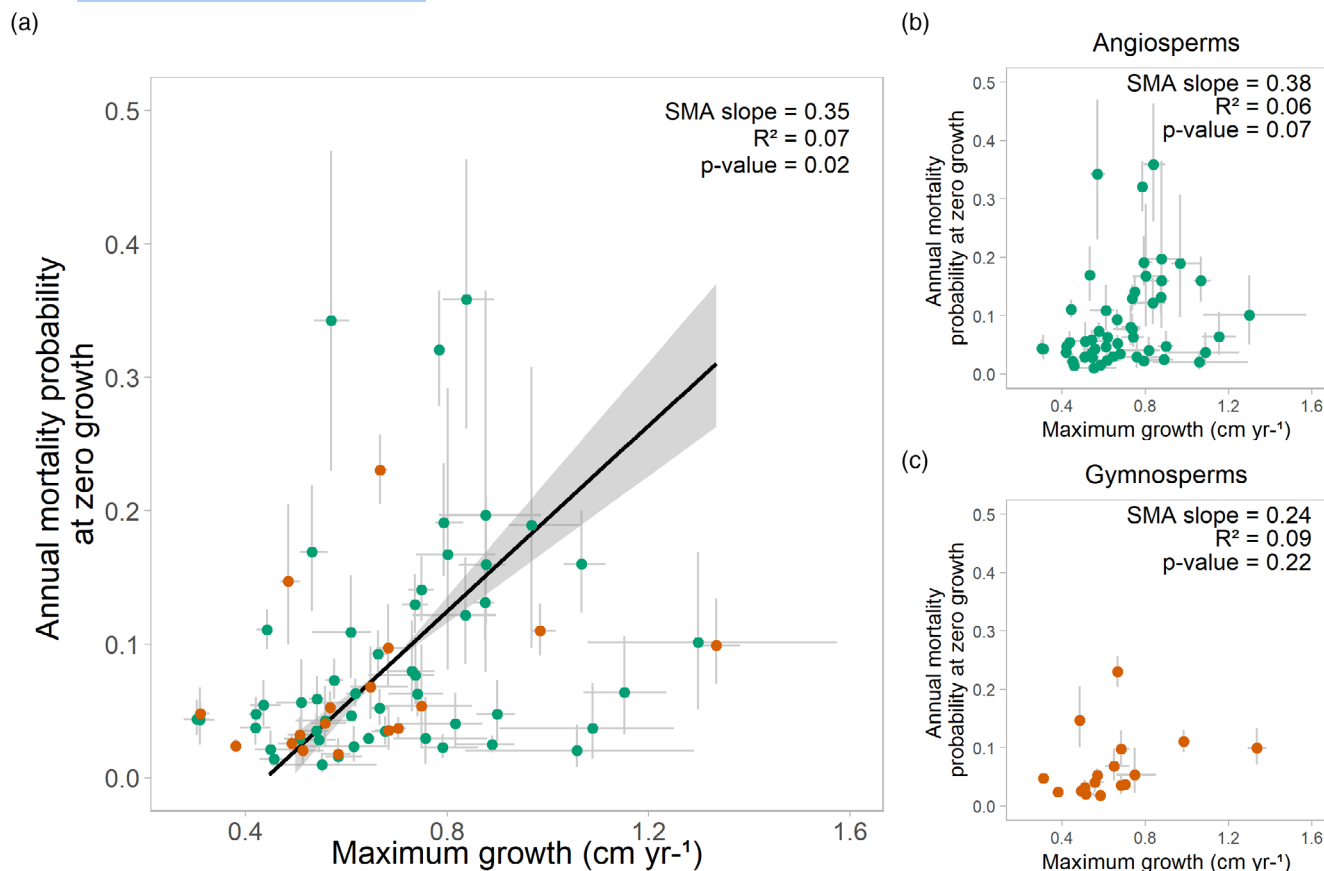 (a)
SMA slope = 0.35
R² = 0.07
p-value = 0.02
Annual mortality probability
at zero growth
0.5
0.4
0.3
0.2
0.1
0.0
0.4
0.8
1.2
1.6
Maximum growth (cm yr-¹)
(b)
Angiosperms
SMA slope = 0.38
R² = 0.06
p-value = 0.07
Annual mortality
probability at zero growth
0.5
0.4
0.3
0.2
0.1
0.0
0.4
0.8
1.2
1.6
Maximum growth (cm yr-¹)
(c)
Gymnosperms
SMA slope = 0.24
R² = 0.09
p-value = 0.22
Annual mortality
probability at zero growth
0.5
0.4
0.3
0.2
0.1
0.0
0.4
0.8
1.2
1.6
Maximum growth (cm yr-¹)